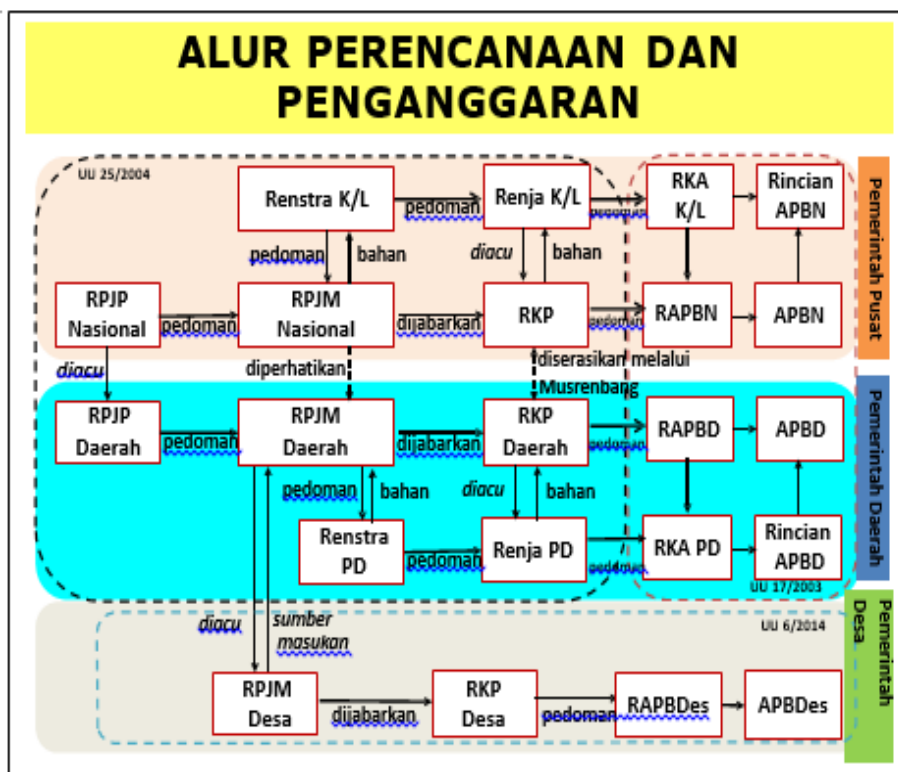 ALUR PERENCANAAN DAN
PENGANGGARAN
UU 25/2004
Renstra K/L
pedoman
Renja K/L
pedoman
RKA
K/L
Rincian
APBN
Pemerintah Pusat
pedoman
bahan
diacu
bahan
RPJP
Nasional
pedoman
RPJM
Nasional
dijabarkan
RKP
pedoman
RAPBN
APBN
diacu
diperhatikan
diserasikan melalui
Musrenbang
RPJP
Daerah
pedoman
RPJM
Daerah
dijabarkan
RKP
Daerah
pedoman
RAPBD
APBD
Pemerintah Daerah
pedoman
bahan
diacu
bahan
Renstra
PD
pedoman
Renja PD
pedoman
RKA PD
Rincian
APBD
UU 17/2003
diacu
sumber
masukan
UU 6/2014
Pemerintah
Desa
RPJM
Desa
dijabarkan
RKP
Desa
pedoman
RAPBDes
APBDes